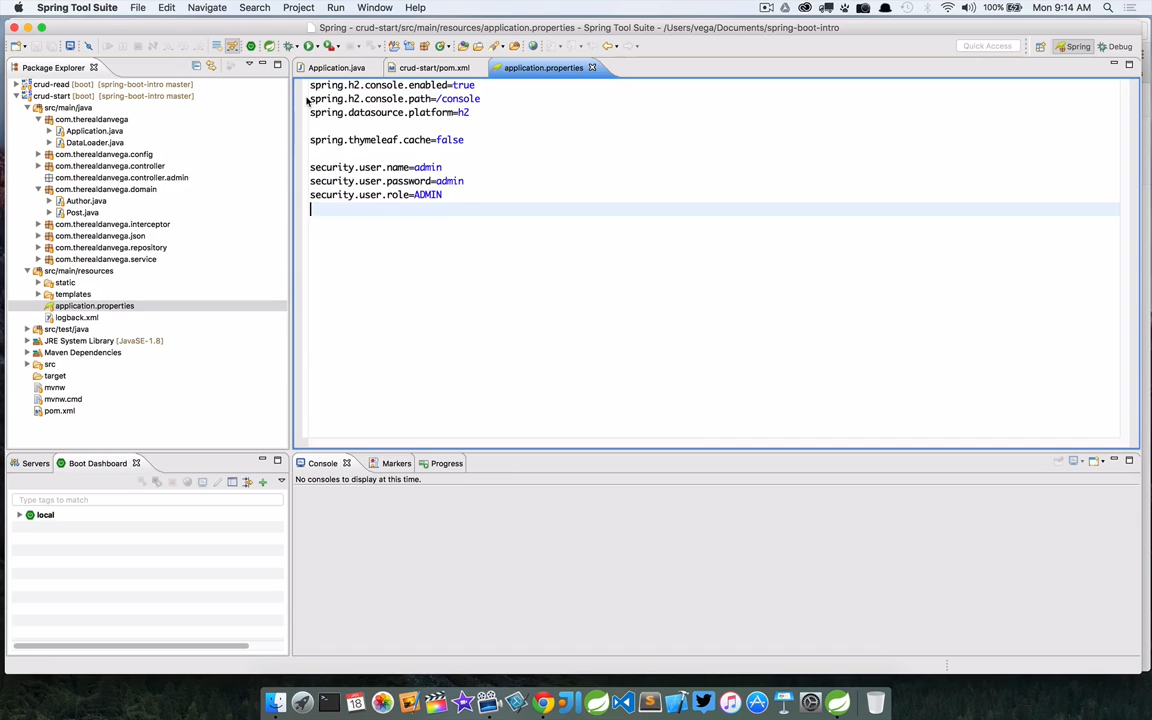 Spring Tool Suite File Edit Navigate Search Project Run Window Help 100% Mon 9:14 AM
Spring - crud-start/src/main/resources/application.properties - Spring Tool Suite - /Users/vega/Documents/spring-boot-intro
Quick Access Spring Debug
Package Explorer
Application.java crud-start/pom.xml application.properties
crud-read [boot] [spring-boot-intro master]
crud-start [boot] [spring-boot-intro master]
src/main/java
com.therealdanvega
Application.java
DataLoader.java
com.therealdanvega.config
com.therealdanvega.controller
com.therealdanvega.controller.admin
com.therealdanvega.domain
Author.java
Post.java
com.therealdanvega.interceptor
com.therealdanvega.json
com.therealdanvega.repository
com.therealdanvega.service
src/main/resources
static
templates
application.properties
logback.xml
src/test/java
JRE System Library [JavaSE-1.8]
Maven Dependencies
src
target
mvnw
mvnw.cmd
pom.xml
spring.h2.console.enabled=true
spring.h2.console.path=/console
spring.datasource.platform=h2
spring.thymeleaf.cache=false
security.user.name=admin
security.user.password=admin
security.user.role=ADMIN
Servers Boot Dashboard
Type tags to match
local
Console Markers Progress
No consoles to display at this time.
18